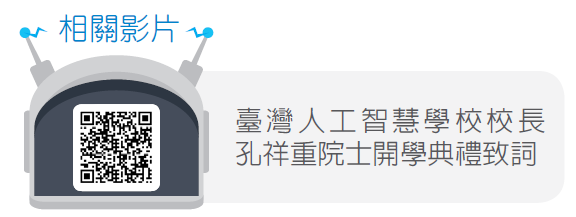 相關影片
臺灣人工智慧學校校長
孔祥重院士開學典禮致詞